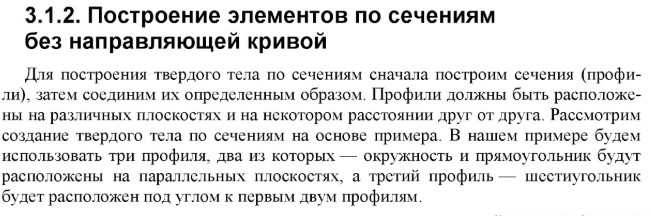 3.1.2. Построение элементов по сечениям
без направляющей кривой
Для построения твердого тела по сечениям сначала построим сечения (профи-
ли), затем соединим их определенным образом. Профили должны быть расположе-
ны на различных плоскостях и на некотором расстоянии друг от друга. Рассмотрим
создание твердого тела по сечениям на основе примера. В нашем примере будем
использовать три профиля, два из которых — окружность и прямоугольник будут
расположены на параллельных плоскостях, а третий профиль — шестиугольник
будет расположен под углом к первым двум профилям.